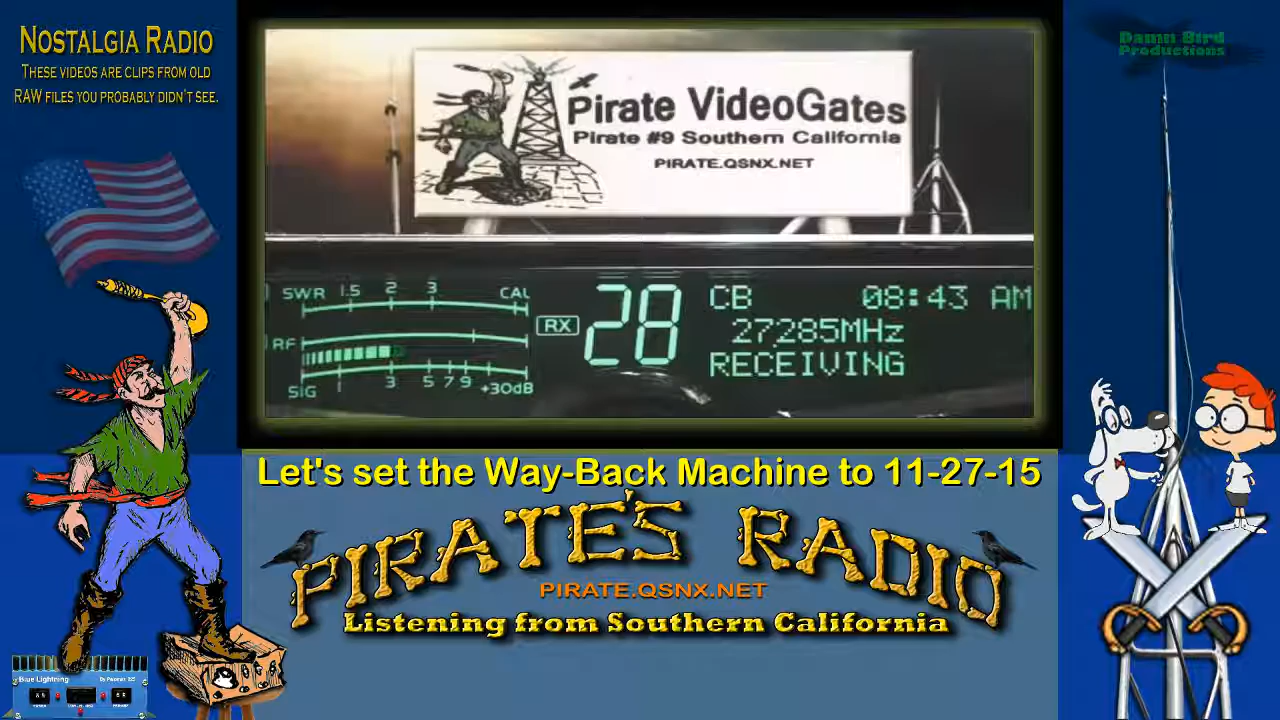 NOSTALGIA RADIO
THESE VIDEOS ARE CLIPS FROM OLD
RAW FILES YOU PROBABLY DIDN'T SEE.
Damn Bird
Productions
Pirate VideoGates
Pirate #9 Southern California
PIRATE.QSNX.NET
SWR 1.5 2 3 CAL
RF
SIG 1 3 5 7 9 +30dB
RX
28
CB 08:43 AM
27.285MHz
RECEIVING
Let's set the Way-Back Machine to 11-27-15
PIRATE'S RADIO
PIRATE.QSNX.NET
Listening from Southern California
Blue Lightning